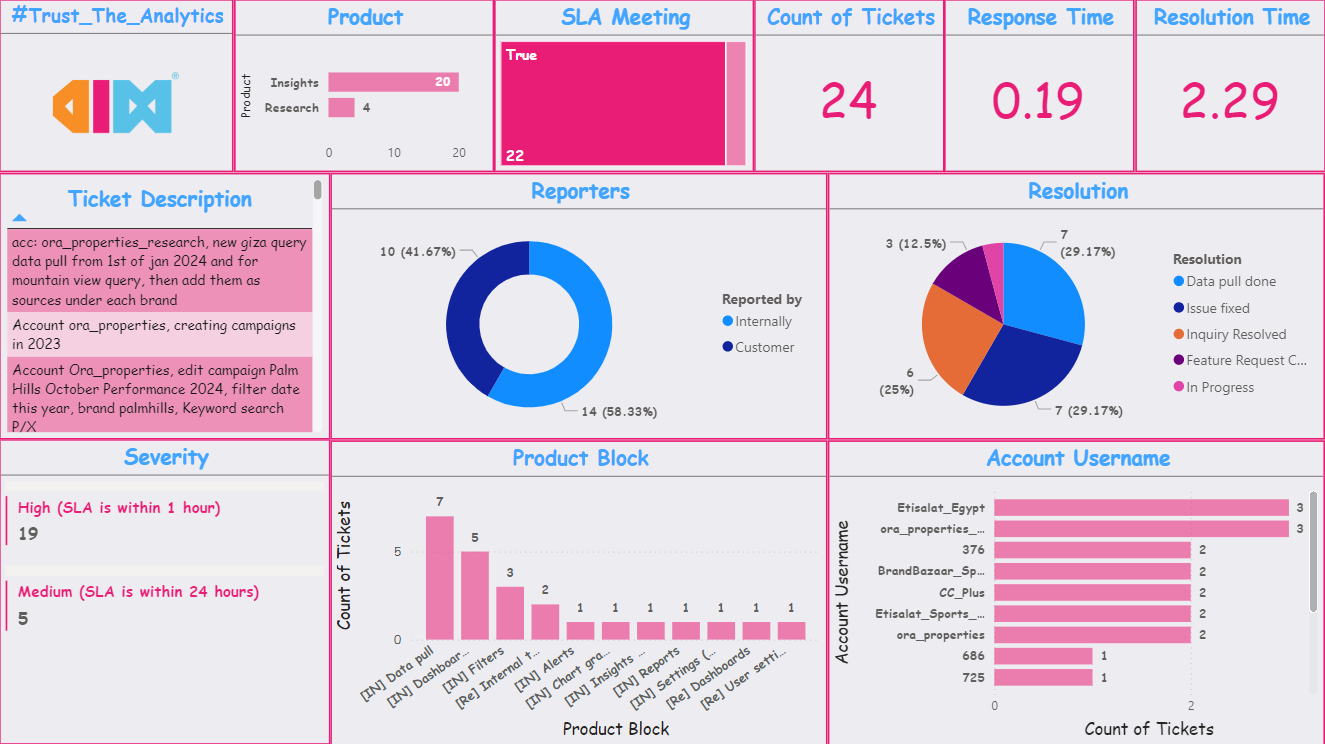 #Trust_The_Analytics
Product
SLA Meeting
Count of Tickets
Response Time
Resolution Time
AIM
®
Product
Insights
20
Research
4
0
10
20
True
22
24
0.19
2.29
Ticket Description
acc: ora_properties_research, new giza query
data pull from 1st of jan 2024 and for
mountain view query, then add them as
sources under each brand
Account ora_properties, creating campaigns
in 2023
Account Ora_properties, edit campaign Palm
Hills October Performance 2024, filter date
this year, brand palmhills, Keyword search
P/X
Reporters
10 (41.67%)
14 (58.33%)
Reported by
Internally
Customer
Resolution
3 (12.5%)
7
(29.17%)
6
(25%)
7 (29.17%)
Resolution
Data pull done
Issue fixed
Inquiry Resolved
Feature Request C...
In Progress
Severity
High (SLA is within 1 hour)
19
Medium (SLA is within 24 hours)
5
Product Block
Count of Tickets
5
0
7
5
3
2
1
1
1
1
1
1
1
[IN] Data pull
[IN] Dashboar...
[IN] Filters
[Re] Internal t...
[IN] Alerts
[IN] Chart gra...
[IN] Insights ...
[IN] Reports
[IN] Settings (...
[Re] Dashboards
[Re] User setti...
Product Block
Account Username
Account Username
Etisalat_Egypt
3
ora_properties_...
3
376
2
BrandBazaar_Sp...
2
CC_Plus
2
Etisalat_Sports_...
2
ora_properties
2
686
1
725
1
0
2
Count of Tickets